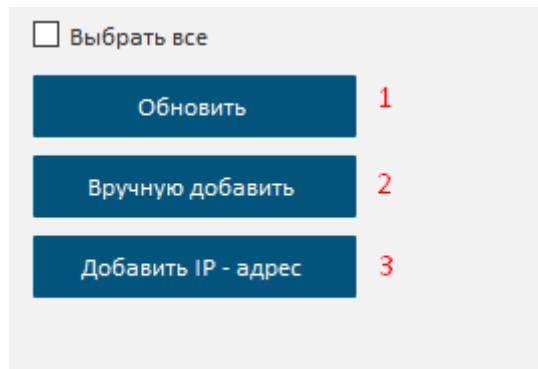 Выбрать все
Обновить 1
Вручную добавить 2
Добавить IP - адрес 3